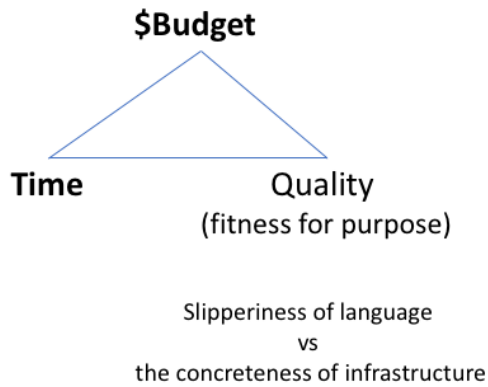 $Budget
Time
Quality
(fitness for purpose)
Slipperiness of language
vs
the concreteness of infrastructure